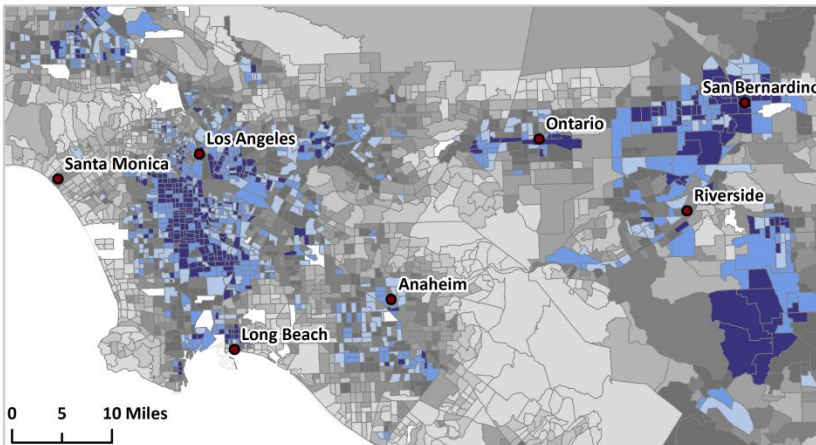 San Bernardino
Los Angeles
Ontario
Santa Monica
Riverside
Anaheim
Long Beach
0 5 10 Miles